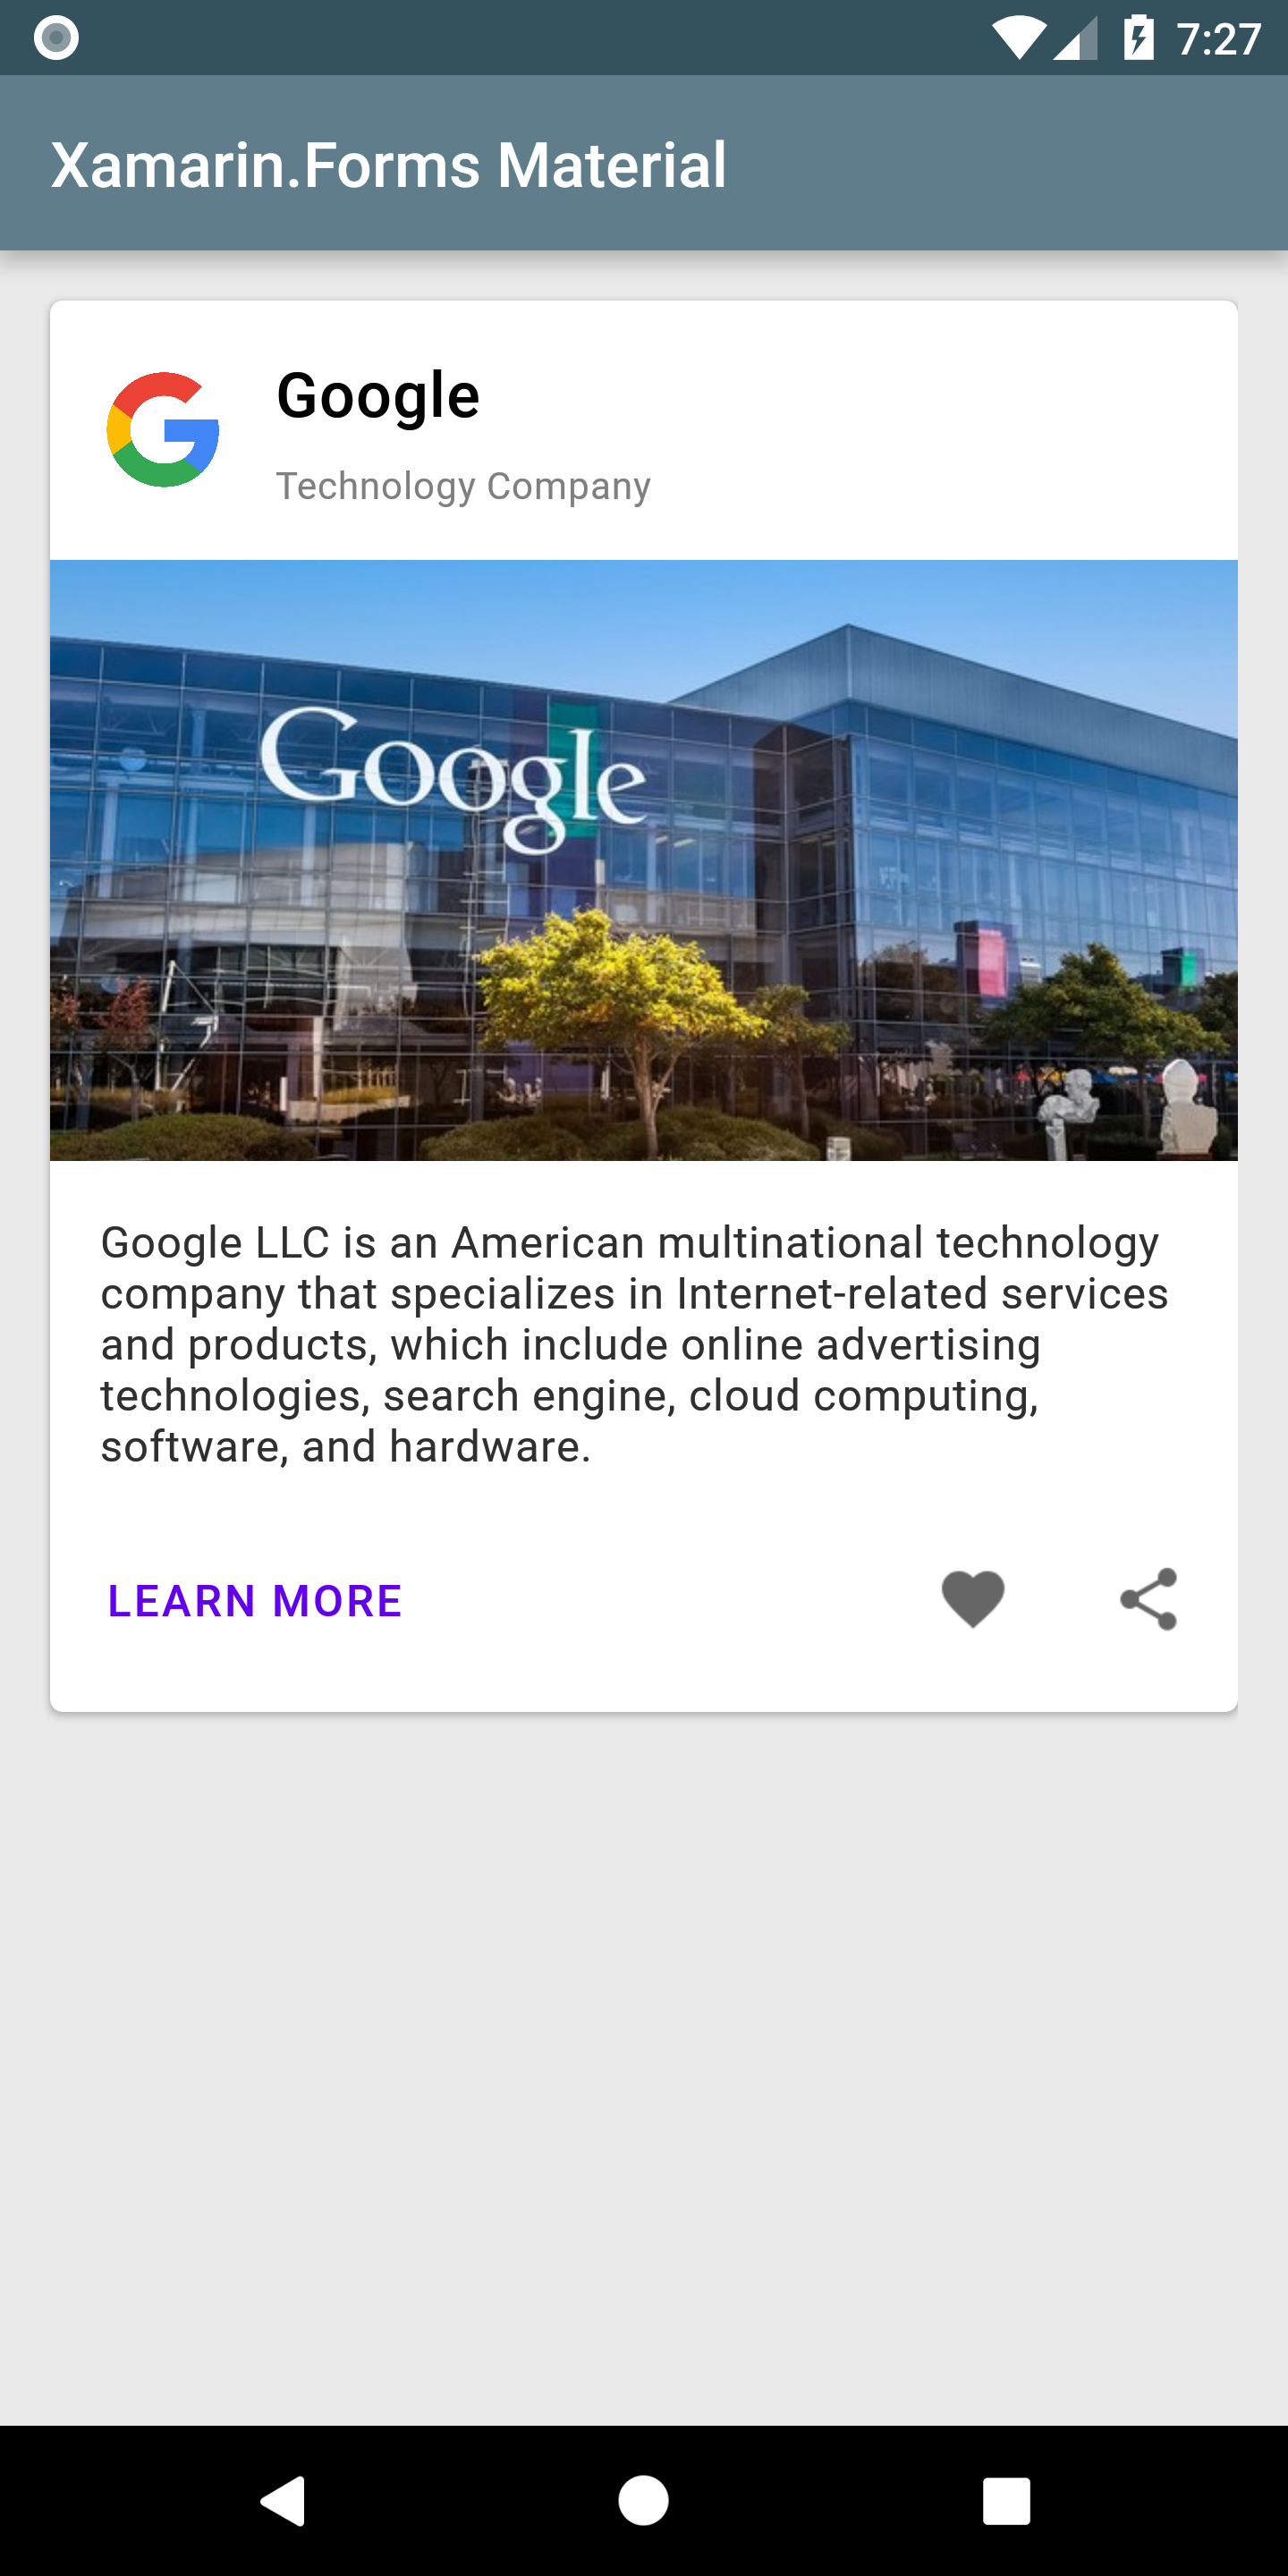 7:27
Xamarin.Forms Material
Google
Technology Company
Google
Google LLC is an American multinational technology
company that specializes in Internet-related services
and products, which include online advertising
technologies, search engine, cloud computing,
software, and hardware.
LEARN MORE